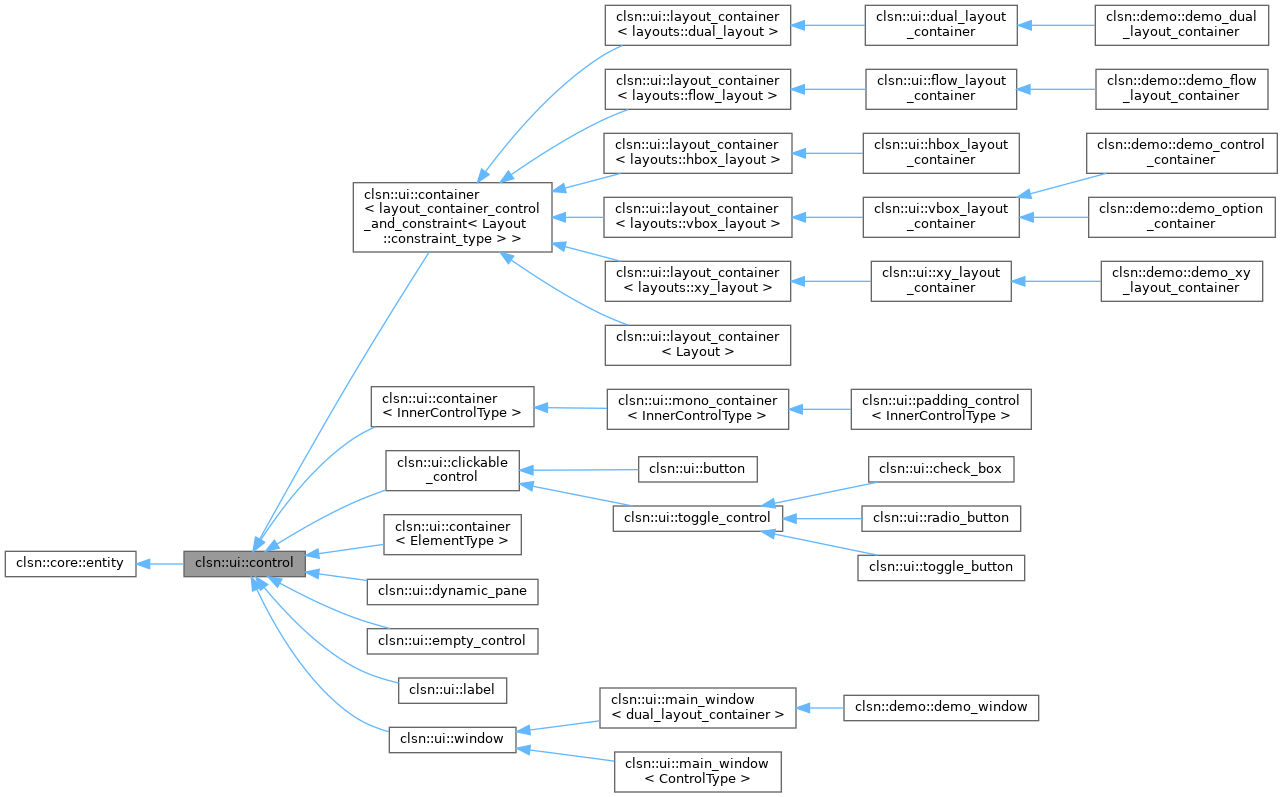 clsn::ui::layout_container
< layouts::dual_layout >
clsn::ui::dual_layout
_container
clsn::demo::demo_dual
_layout_container
clsn::ui::layout_container
< layouts::flow_layout >
clsn::ui::flow_layout
_container
clsn::demo::demo_flow
_layout_container
clsn::ui::layout_container
< layouts::hbox_layout >
clsn::ui::hbox_layout
_container
clsn::demo::demo_control
_container
clsn::ui::container
< layout_container_control
_and_constraint< Layout
::constraint_type > >
clsn::ui::layout_container
< layouts::vbox_layout >
clsn::ui::vbox_layout
_container
clsn::demo::demo_option
_container
clsn::ui::layout_container
< layouts::xy_layout >
clsn::ui::xy_layout
_container
clsn::demo::demo_xy
_layout_container
clsn::ui::layout_container
< Layout >
clsn::ui::container
< InnerControlType >
clsn::ui::mono_container
< InnerControlType >
clsn::ui::padding_control
< InnerControlType >
clsn::ui::clickable
_control
clsn::ui::button
clsn::ui::check_box
clsn::ui::toggle_control
clsn::ui::radio_button
clsn::ui::container
< ElementType >
clsn::ui::toggle_button
clsn::core::entity
clsn::ui::control
clsn::ui::dynamic_pane
clsn::ui::empty_control
clsn::ui::label
clsn::ui::main_window
< dual_layout_container >
clsn::demo::demo_window
clsn::ui::window
clsn::ui::main_window
< ControlType >